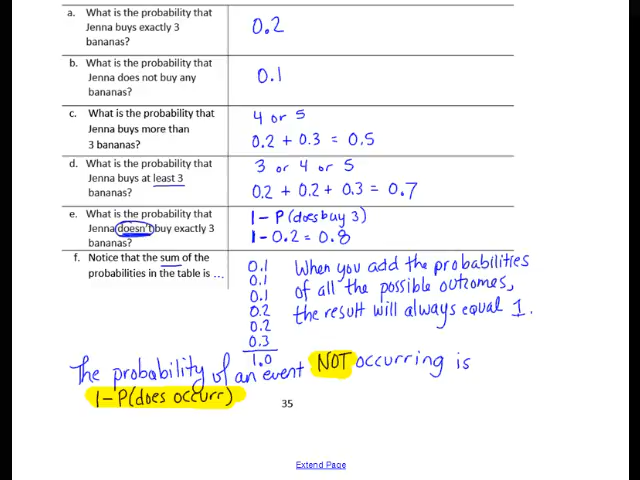 a. What is the probability that
Jenna buys exactly 3
bananas?
0.2
b. What is the probability that
Jenna does not buy any
bananas?
0.1
c. What is the probability that
Jenna buys more than
3 bananas?
4 or 5
0.2 + 0.3 = 0.5
d. What is the probability that
Jenna buys at least 3
bananas?
3 or 4 or 5
0.2 + 0.2 + 0.3 = 0.7
e. What is the probability that
Jenna doesn't buy exactly 3
bananas?
1 - P(does buy 3)
1 - 0.2 = 0.8
f. Notice that the sum of the
probabilities in the table is ...
0.1
0.1
0.1
0.2
0.2
0.3
1.0
When you add the probabilities
of all the possible outcomes,
the result will always equal 1.
The probability of an event NOT occurring is
1 - P(does occurr)
35
Extend Page